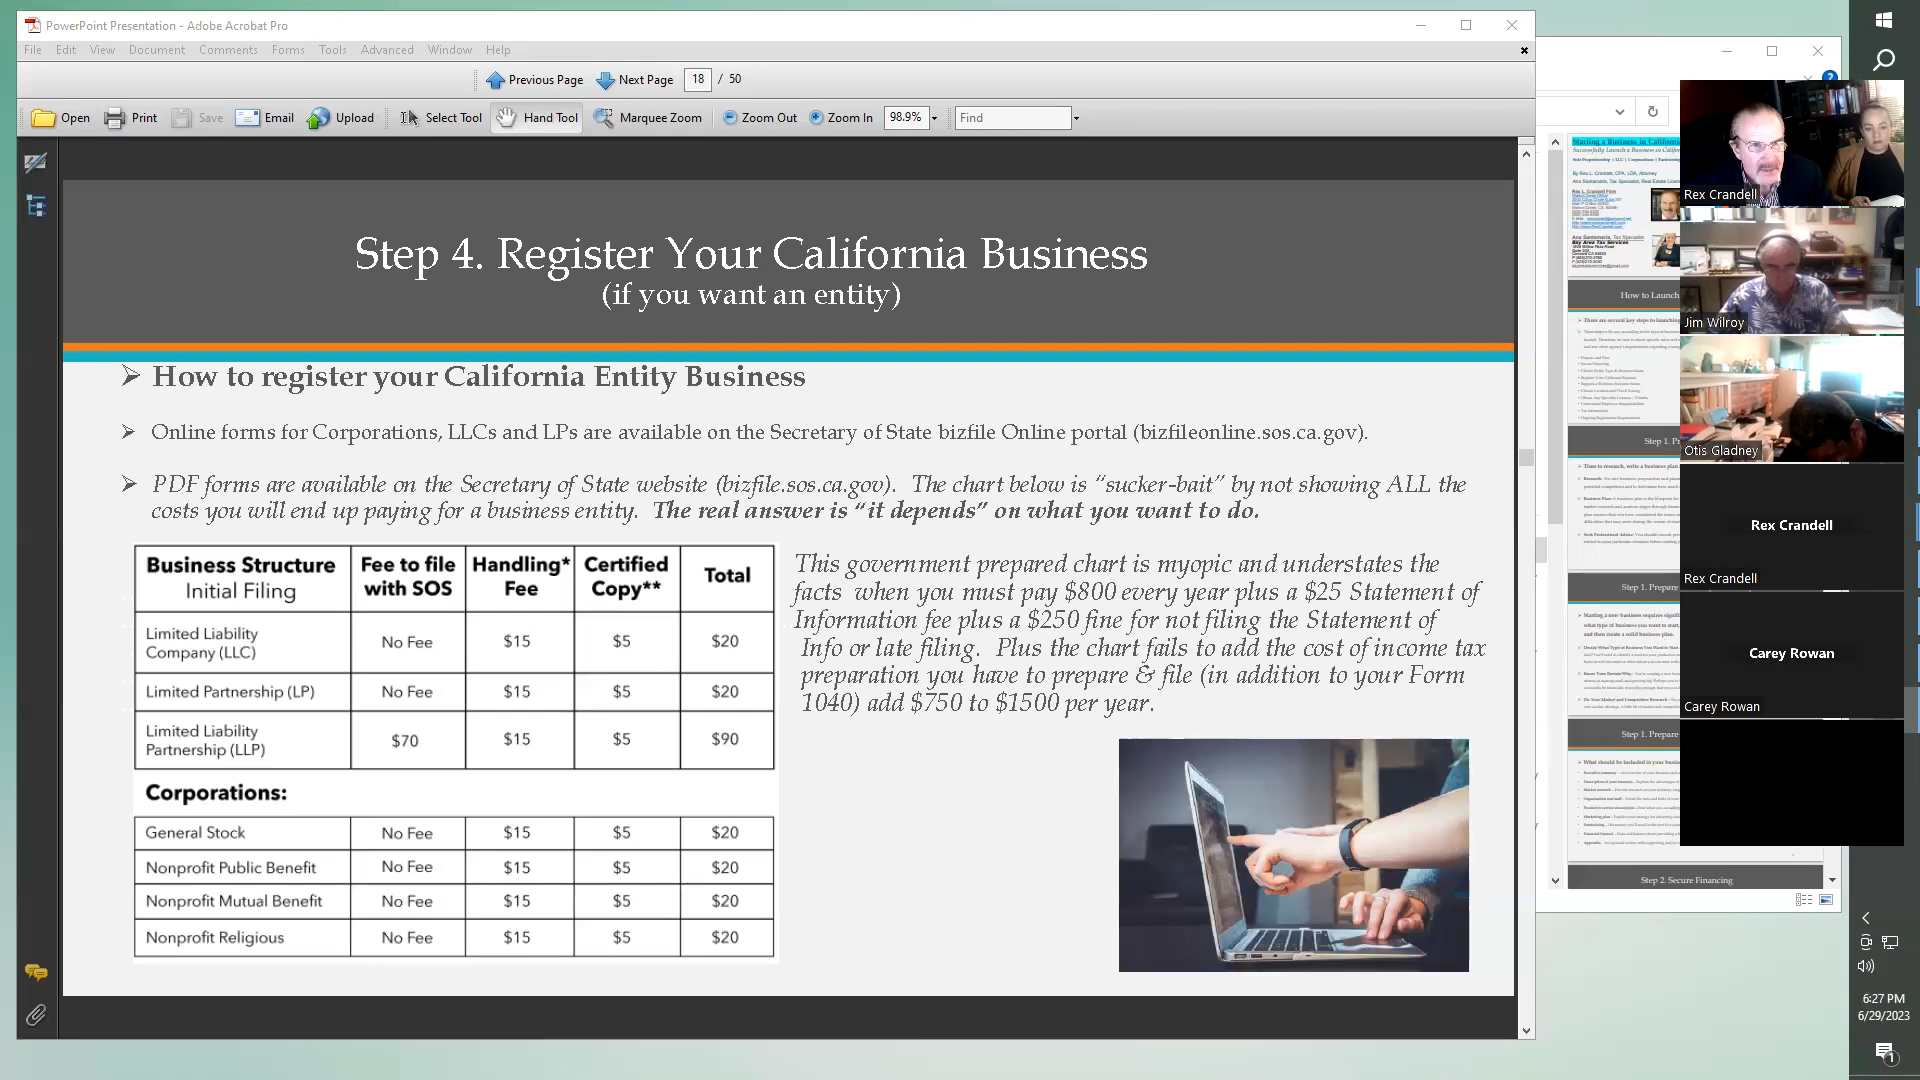 PowerPoint Presentation - Adobe Acrobat Pro
File Edit View Document Comments Forms Tools Advanced Window Help
Previous Page Next Page 18 / 50
Open Print Save Email Upload Select Tool Hand Tool Marquee Zoom Zoom Out Zoom In 98.9% Find
Step 4. Register Your California Business
(if you want an entity)
How to register your California Entity Business
Online forms for Corporations, LLCs and LPs are available on the Secretary of State bizfile Online portal (bizfileonline.sos.ca.gov).
PDF forms are available on the Secretary of State website (bizfile.sos.ca.gov). The chart below is “sucker-bait” by not showing ALL the
costs you will end up paying for a business entity. The real answer is “it depends” on what you want to do.
Business Structure Initial Filing Fee to file with SOS Handling* Fee Certified Copy** Total
Limited Liability Company (LLC) No Fee $15 $5 $20
Limited Partnership (LP) No Fee $15 $5 $20
Limited Liability Partnership (LLP) $70 $15 $5 $90
Corporations:
General Stock No Fee $15 $5 $20
Nonprofit Public Benefit No Fee $15 $5 $20
Nonprofit Mutual Benefit No Fee $15 $5 $20
Nonprofit Religious No Fee $15 $5 $20
This government prepared chart is myopic and understates the
facts when you must pay $800 every year plus a $25 Statement of
Information fee plus a $250 fine for not filing the Statement of
Info or late filing. Plus the chart fails to add the cost of income tax
preparation you have to prepare & file (in addition to your Form
1040) add $750 to $1500 per year.
Starting a Business in California
How to Launch
Step 1. Prepare
Step 1. Prepare
Step 2. Secure Financing
Rex Crandell
Jim Wilroy
Otis Gladney
Rex Crandell
Rex Crandell
Carey Rowan
Carey Rowan
6:27 PM
6/29/2023
1